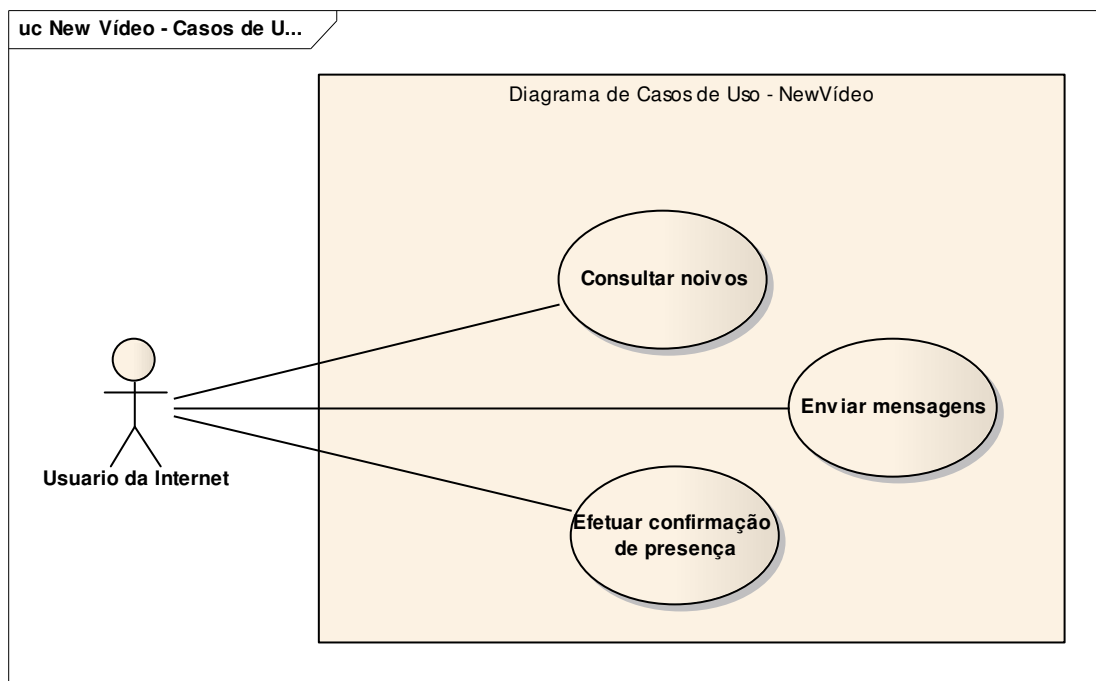 uc New Vídeo - Casos de U...
Diagrama de Casos de Uso - NewVídeo
Consultar noivos
Enviar mensagens
Usuario da Internet
Efetuar confirmação
de presença